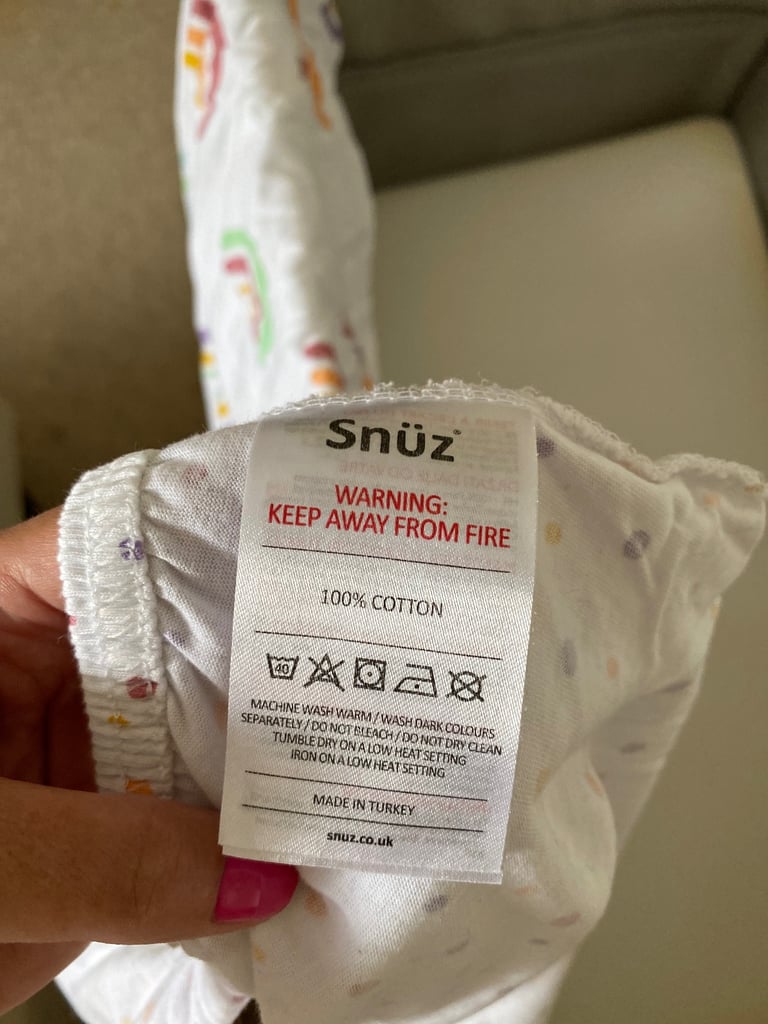 Snüz®
WARNING:
KEEP AWAY FROM FIRE
100% COTTON
40
MACHINE WASH WARM / WASH DARK COLOURS
SEPARATELY / DO NOT BLEACH / DO NOT DRY CLEAN
TUMBLE DRY ON A LOW HEAT SETTING
IRON ON A LOW HEAT SETTING
MADE IN TURKEY
snuz.co.uk